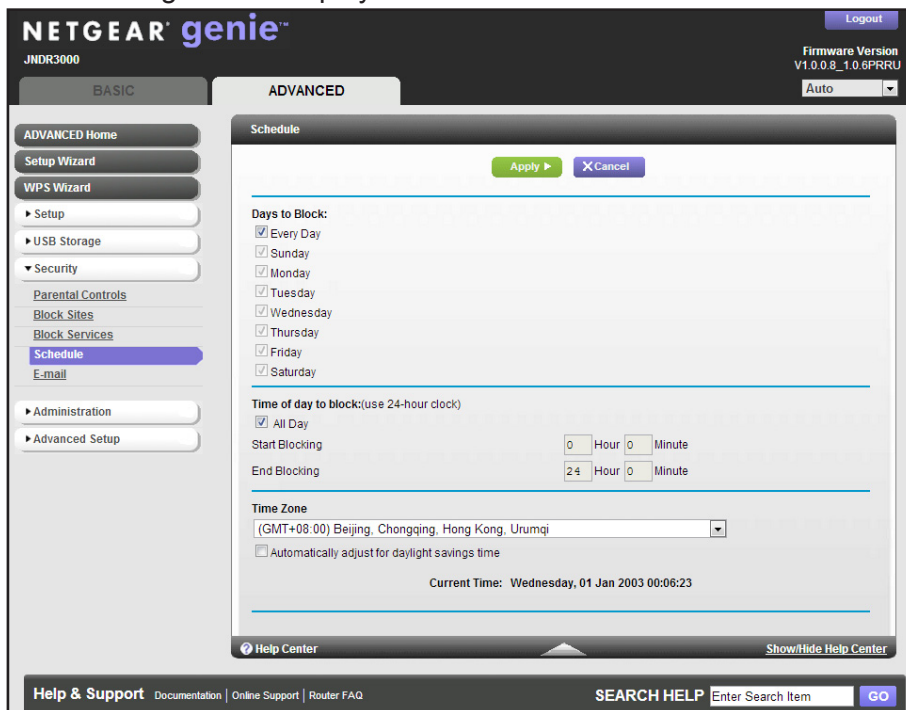 NETGEAR® genie™
Logout
JNDR3000
Firmware Version
V1.0.0.8_1.0.6PRRU
BASIC
ADVANCED
Auto
ADVANCED Home
Setup Wizard
WPS Wizard
Setup
USB Storage
Security
Parental Controls
Block Sites
Block Services
Schedule
E-mail
Administration
Advanced Setup
Schedule
Apply
Cancel
Days to Block:
Every Day
Sunday
Monday
Tuesday
Wednesday
Thursday
Friday
Saturday
Time of day to block:(use 24-hour clock)
All Day
Start Blocking 0 Hour 0 Minute
End Blocking 24 Hour 0 Minute
Time Zone
(GMT+08:00) Beijing, Chongqing, Hong Kong, Urumqi
Automatically adjust for daylight savings time
Current Time: Wednesday, 01 Jan 2003 00:06:23
Help Center
Show/Hide Help Center
Help & Support Documentation | Online Support | Router FAQ
SEARCH HELP Enter Search Item GO